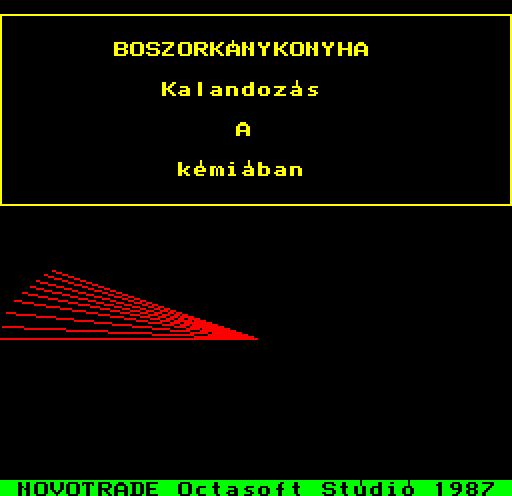 BOSZORKÁNYKONYHA
Kalandozás
A
kémiában
NOVOTRADE Octasoft Stúdió 1987